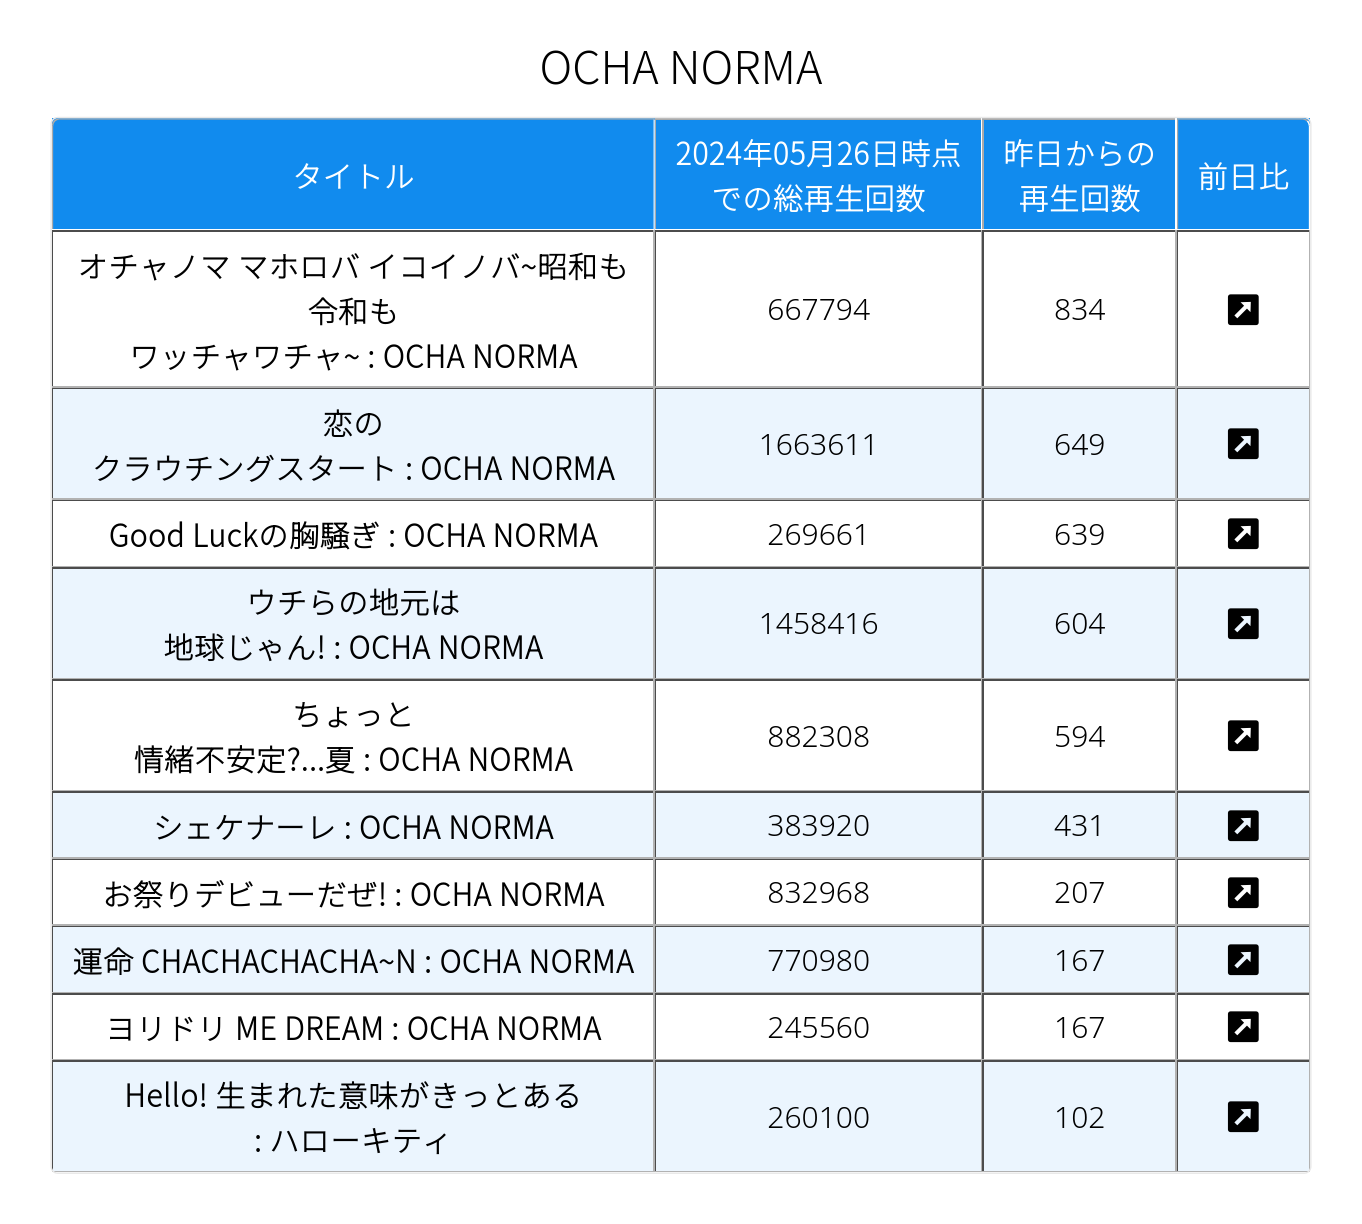 OCHA NORMA
タイトル
2024年05月26日時点
での総再生回数
昨日からの
再生回数
前日比
オチャノマ マホロバ イコイノバ~昭和も
令和も
ワッチャワチャ~ : OCHA NORMA
667794
834
恋の
クラウチングスタート : OCHA NORMA
1663611
649
Good Luckの胸騒ぎ : OCHA NORMA
269661
639
ウチらの地元は
地球じゃん! : OCHA NORMA
1458416
604
ちょっと
情緒不安定?...夏 : OCHA NORMA
882308
594
シェケナーレ : OCHA NORMA
383920
431
お祭りデビューだぜ! : OCHA NORMA
832968
207
運命 CHACHACHACHA~N : OCHA NORMA
770980
167
ヨリドリ ME DREAM : OCHA NORMA
245560
167
Hello! 生まれた意味がきっとある
: ハローキティ
260100
102